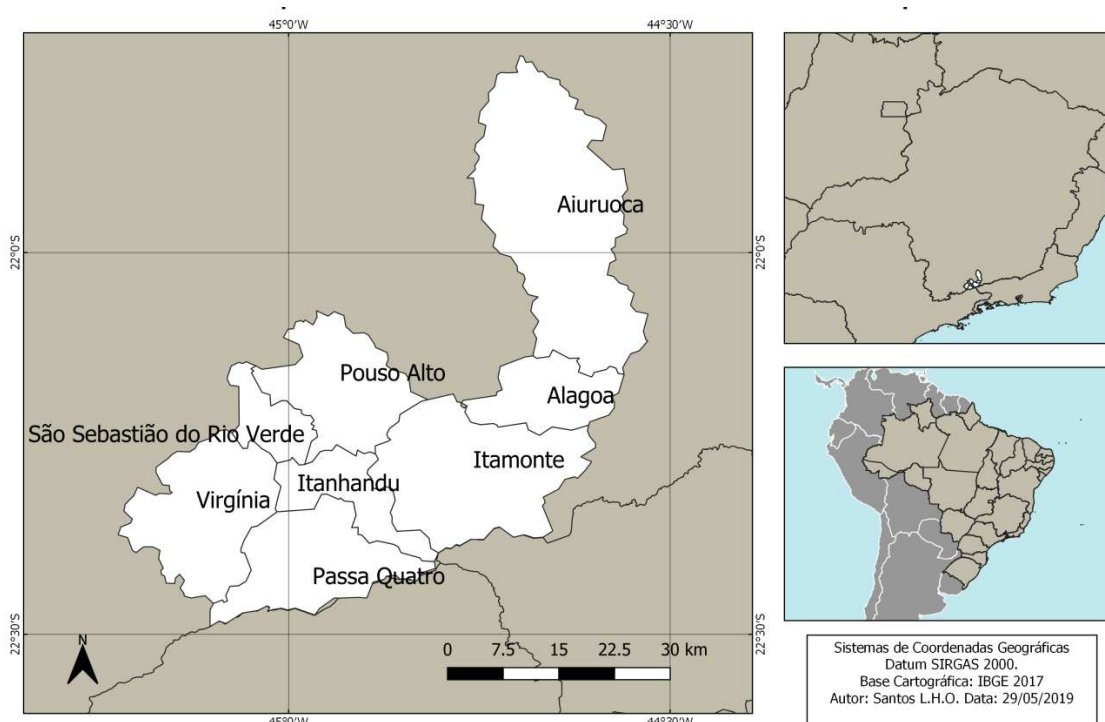 45°0'W
44°30'W
Aiuruoca
22°0'S
22°0'S
Pouso Alto
Alagoa
São Sebastião do Rio Verde
Itamonte
Itanhandu
Virgínia
Passa Quatro
22°30'S
22°30'S
N
0 7.5 15 22.5 30 km
45°0'W
44°30'W
Sistemas de Coordenadas Geográficas
Datum SIRGAS 2000.
Base Cartográfica: IBGE 2017
Autor: Santos L.H.O. Data: 29/05/2019